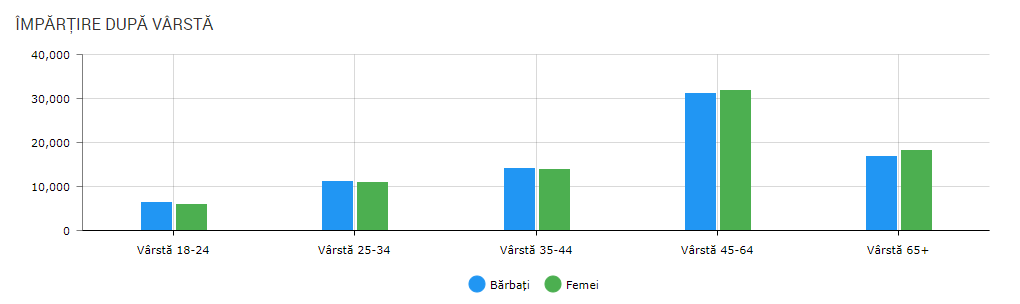 ÎMPĂRȚIRE DUPĂ VÂRSTĂ
40,000
30,000
20,000
10,000
0
Vârstă 18-24 Vârstă 25-34 Vârstă 35-44 Vârstă 45-64 Vârstă 65+
Bărbați Femei